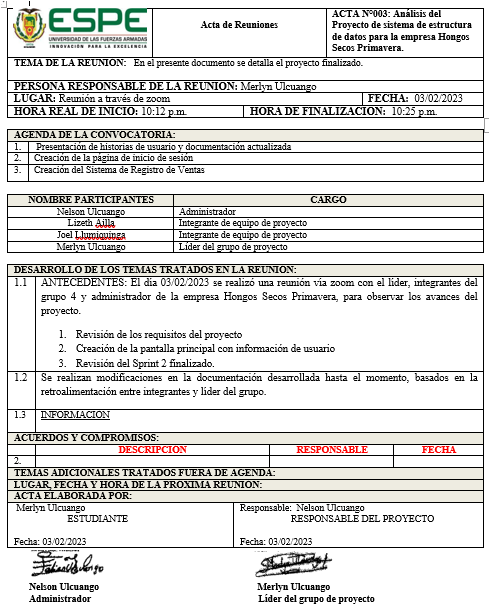 ESPE
UNIVERSIDAD DE LAS FUERZAS ARMADAS
INNOVACIÓN PARA LA EXCELENCIA
Acta de Reuniones
ACTA N°003: Análisis del
Proyecto de sistema de estructura
de datos para la empresa Hongos
Secos Primavera.
TEMA DE LA REUNION: En el presente documento se detalla el proyecto finalizado.
PERSONA RESPONSABLE DE LA REUNION: Merlyn Ulcuango
LUGAR: Reunión a través de zoom FECHA: 03/02/2023
HORA REAL DE INICIO: 10:12 p.m. HORA DE FINALIZACION: 10:25 p.m.
AGENDA DE LA CONVOCATORIA:
1. Presentación de historias de usuario y documentación actualizada
2. Creación de la página de inicio de sesión
3. Creación del Sistema de Registro de Ventas
NOMBRE PARTICIPANTES CARGO
Nelson Ulcuango Administrador
Lizeth Ailla Integrante de equipo de proyecto
Joel Llumiquinga Integrante de equipo de proyecto
Merlyn Ulcuango Líder del grupo de proyecto
DESARROLLO DE LOS TEMAS TRATADOS EN LA REUNION:
1.1 ANTECEDENTES: El día 03/02/2023 se realizó una reunión vía zoom con el líder, integrantes del
grupo 4 y administrador de la empresa Hongos Secos Primavera, para observar los avances del
proyecto.
1. Revisión de los requisitos del proyecto
2. Creación de la pantalla principal con información de usuario
3. Revisión del Sprint 2 finalizado.
1.2 Se realizan modificaciones en la documentación desarrollada hasta el momento, basados en la
retroalimentación entre integrantes y líder del grupo.
1.3 INFORMACION
ACUERDOS Y COMPROMISOS:
DESCRIPCION RESPONSABLE FECHA
2.
TEMAS ADICIONALES TRATADOS FUERA DE AGENDA:
LUGAR, FECHA Y HORA DE LA PROXIMA REUNION:
ACTA ELABORADA POR:
Merlyn Ulcuango Responsable: Nelson Ulcuango
ESTUDIANTE RESPONSABLE DEL PROYECTO
Fecha: 03/02/2023 Fecha: 03/02/2023
Nelson Ulcuango Merlyn Ulcuango
Administrador Líder del grupo de proyecto